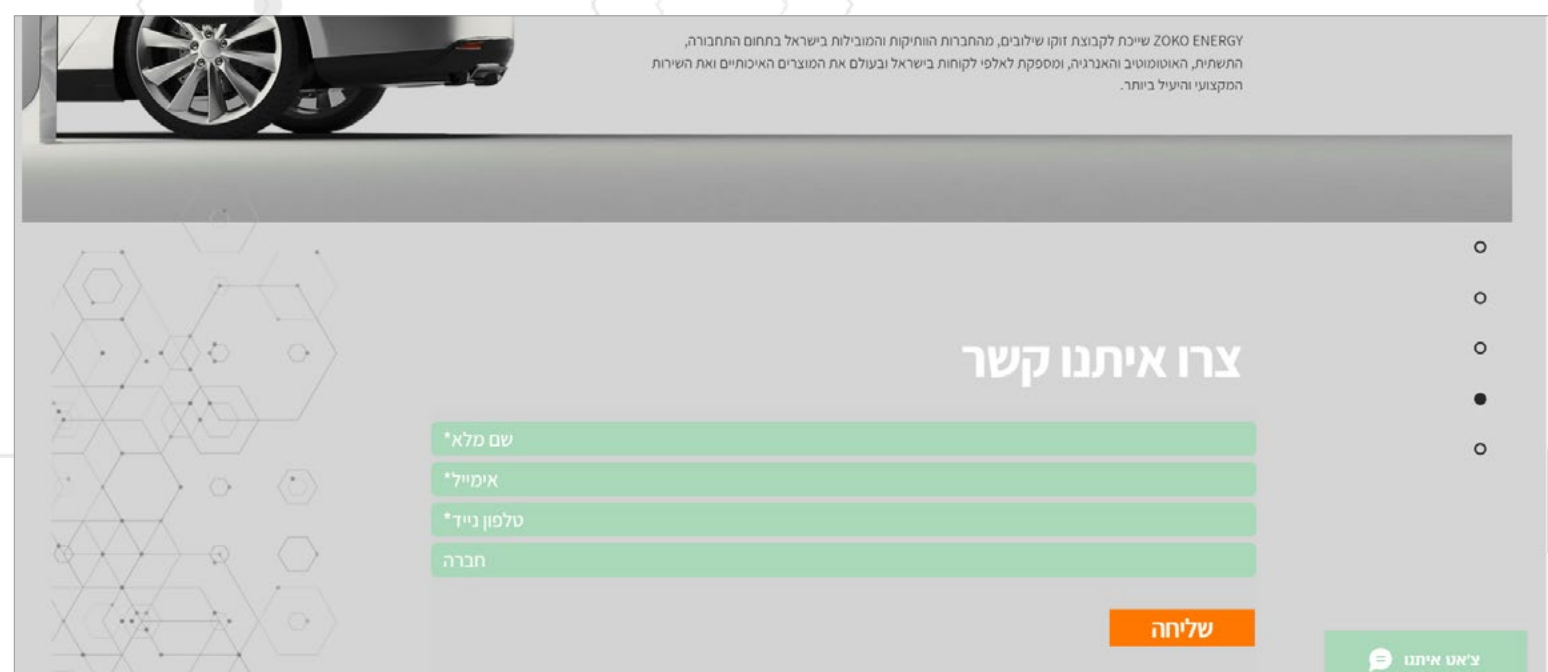 ZOKO ENERGY שייכת לקבוצת זוקו שילובים, מהחברות הוותיקות והמובילות בישראל בתחום התחבורה,
התשתית, האוטומוטיב והאנרגיה, ומספקת לאלפי לקוחות בישראל ובעולם את המוצרים האיכותיים ואת השירות
המקצועי והיעיל ביותר.
צרו איתנו קשר
שם מלא*
אימייל*
טלפון נייד*
חברה
שליחה
צ'אט איתנו